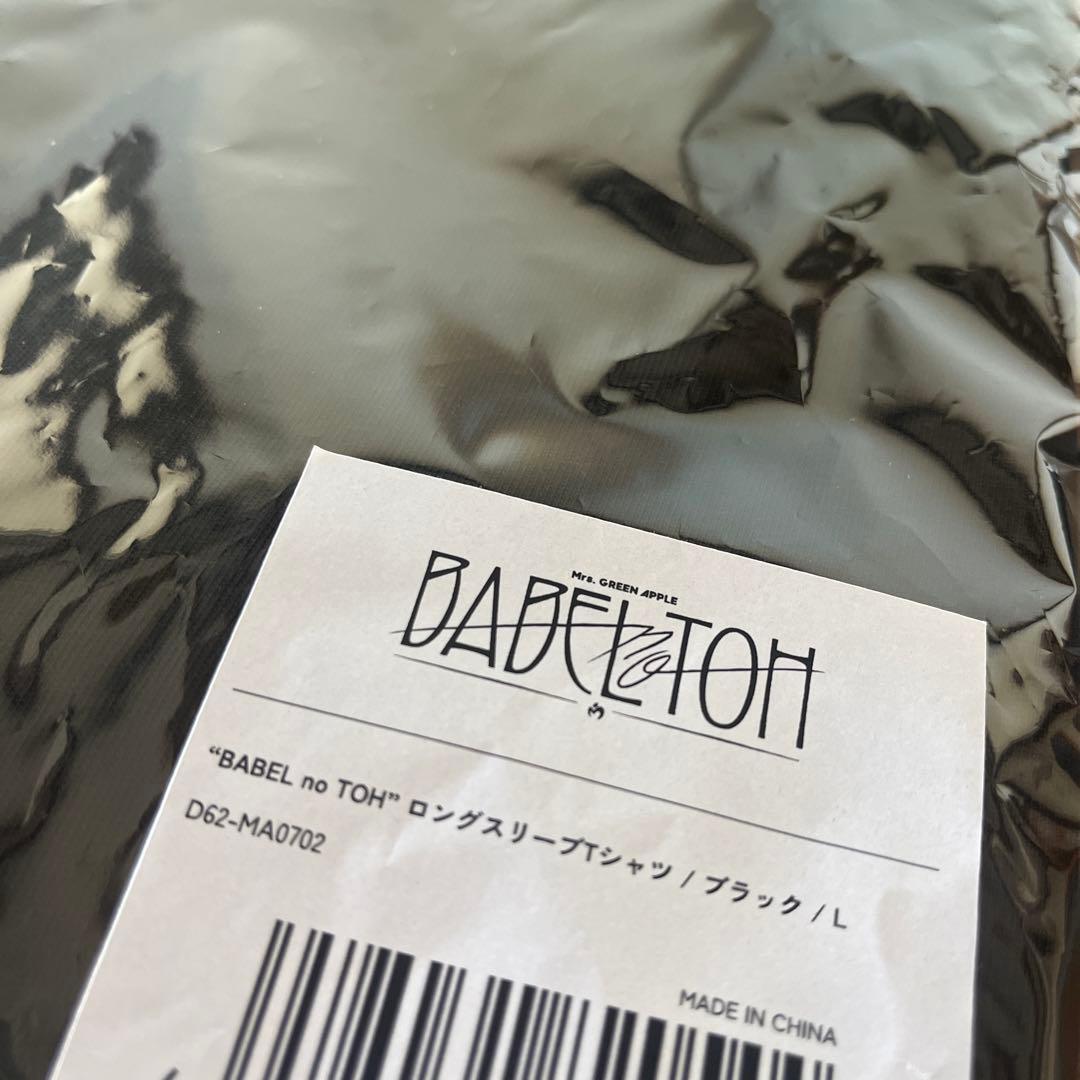 Mrs. GREEN APPLE
BABEL no TOH
“BABEL no TOH” ロングスリーブTシャツ / ブラック / L
D62-MA0702
MADE IN CHINA